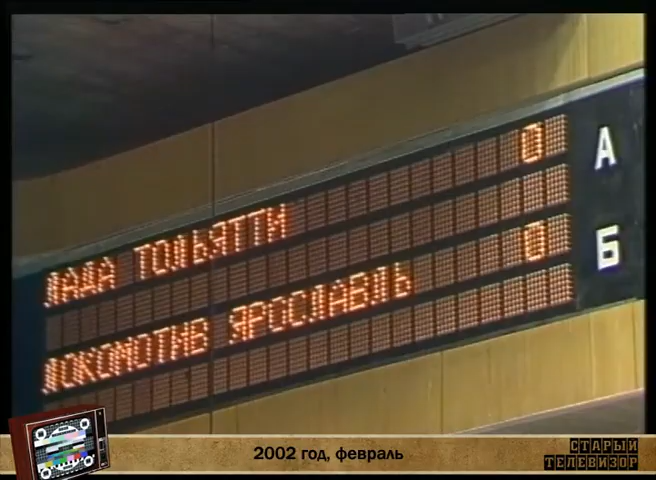 ЛАДА ТОЛЬЯТТИ 0 А
ЛОКОМОТИВ ЯРОСЛАВЛЬ 0 Б
2002 год, февраль
СТАРЫЙ
ТЕЛЕВИЗОР